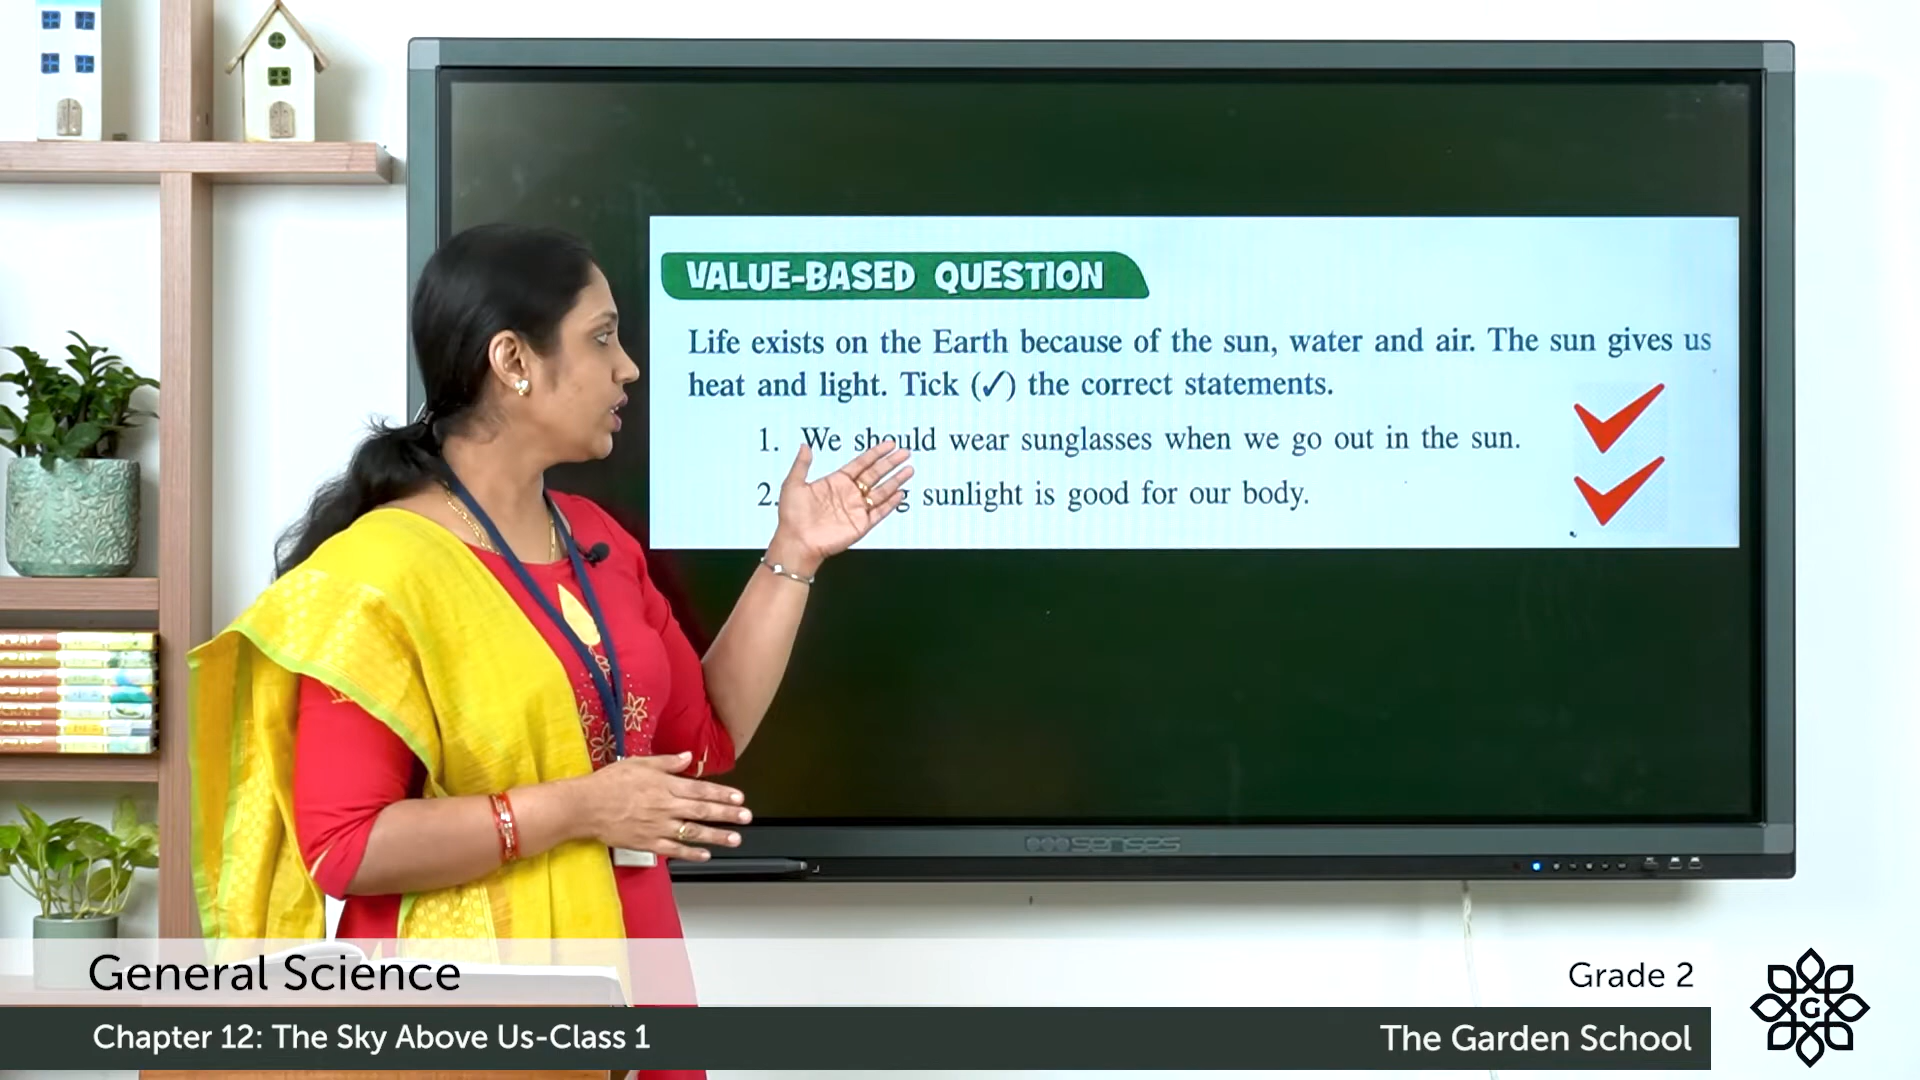 VALUE-BASED QUESTION
Life exists on the Earth because of the sun, water and air. The sun gives us
heat and light. Tick (✓) the correct statements.
1. We should wear sunglasses when we go out in the sun.
2. sunlight is good for our body.
senses
General Science
Grade 2
Chapter 12: The Sky Above Us-Class 1
The Garden School
G